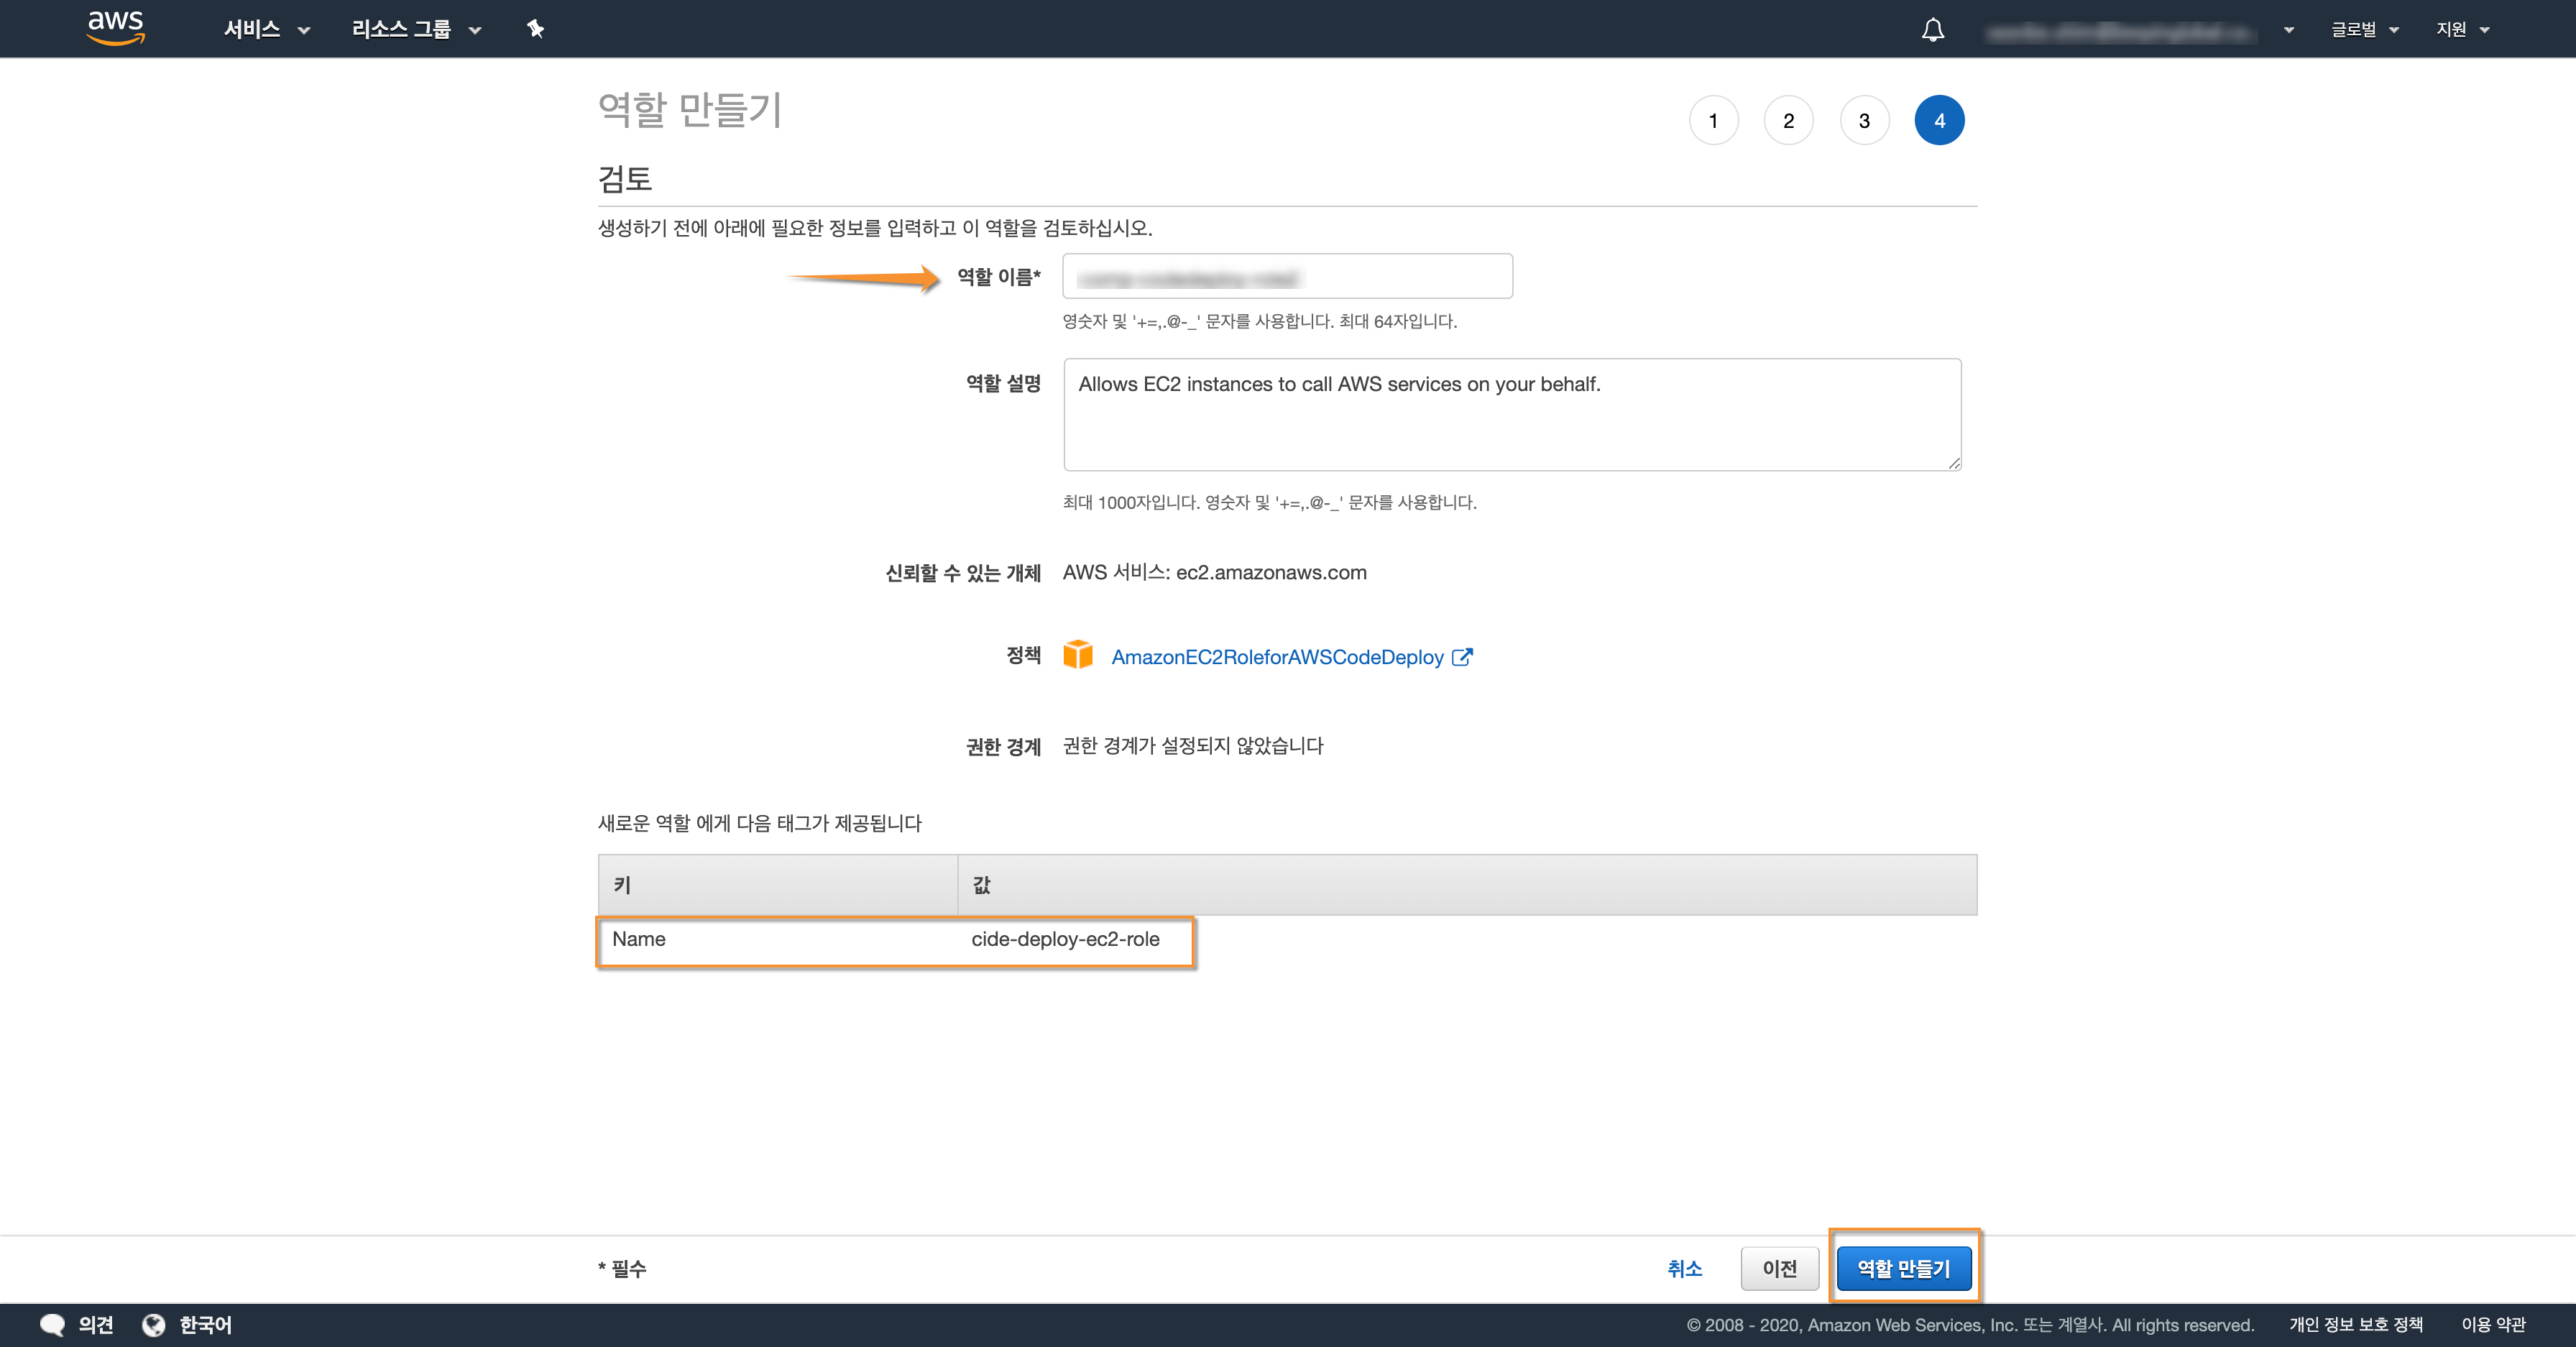 aws
서비스
리소스 그룹
글로벌
지원
역할 만들기
1 2 3 4
검토
생성하기 전에 아래에 필요한 정보를 입력하고 이 역할을 검토하십시오.
역할 이름*
영숫자 및 '+=,.@-_' 문자를 사용합니다. 최대 64자입니다.
역할 설명
Allows EC2 instances to call AWS services on your behalf.
최대 1000자입니다. 영숫자 및 '+=,.@-_' 문자를 사용합니다.
신뢰할 수 있는 개체 AWS 서비스: ec2.amazonaws.com
정책 AmazonEC2RoleforAWSCodeDeploy
권한 경계 권한 경계가 설정되지 않았습니다
새로운 역할 에게 다음 태그가 제공됩니다
키 값
Name cide-deploy-ec2-role
* 필수
취소
이전
역할 만들기
의견
한국어
© 2008 - 2020, Amazon Web Services, Inc. 또는 계열사. All rights reserved.
개인 정보 보호 정책
이용 약관